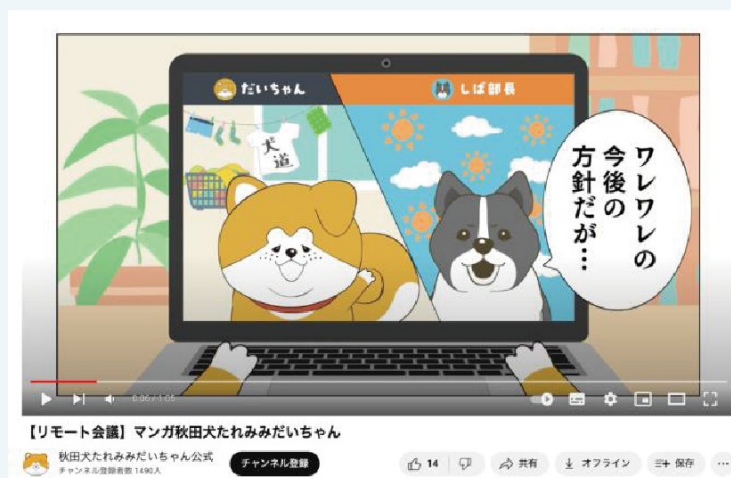 だいちゃん
しば部長
犬道
ワレワレの
今後の
方針だが…
0:06 / 1:05
【リモート会議】マンガ秋田犬たれみみだいちゃん
秋田犬たれみみだいちゃん公式
チャンネル登録者数 1490人
チャンネル登録
14
共有
オフライン
保存